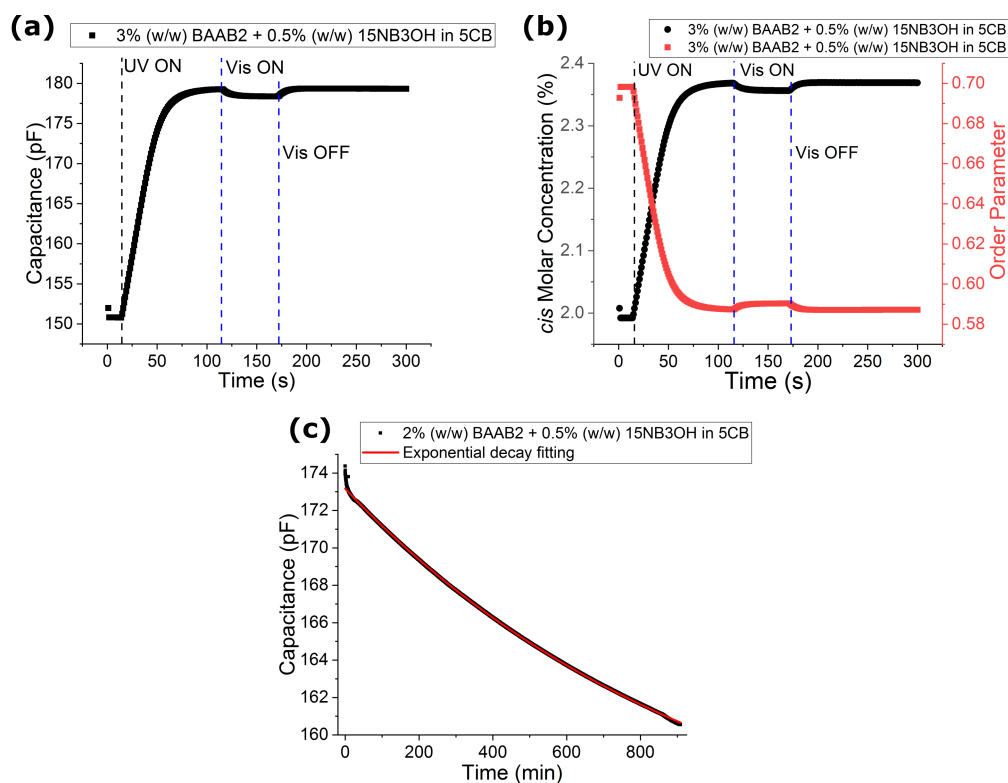 (a)
3% (w/w) BAAB2 + 0.5% (w/w) 15NB3OH in 5CB
UV ON
Vis ON
Vis OFF
180
175
170
165
160
155
150
Capacitance (pF)
0 50 100 150 200 250 300
Time (s)
(b)
3% (w/w) BAAB2 + 0.5% (w/w) 15NB3OH in 5CB
3% (w/w) BAAB2 + 0.5% (w/w) 15NB3OH in 5CB
UV ON
Vis ON
Vis OFF
2.4
2.3
2.2
2.1
2.0
cis Molar Concentration (%)
0.70
0.68
0.66
0.64
0.62
0.60
0.58
Order Parameter
0 50 100 150 200 250 300
Time (s)
(c)
2% (w/w) BAAB2 + 0.5% (w/w) 15NB3OH in 5CB
Exponential decay fitting
174
172
170
168
166
164
162
160
Capacitance (pF)
0 200 400 600 800
Time (min)